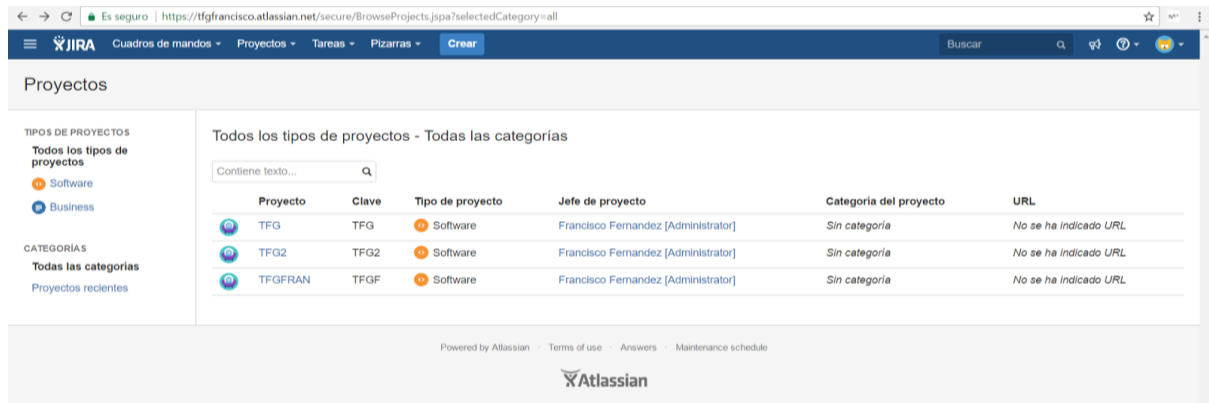 Es seguro | https://tfgfrancisco.atlassian.net/secure/BrowseProjects.jspa?selectedCategory=all
JIRA Cuadros de mandos Proyectos Tareas Pizarras Crear Buscar
Proyectos
TIPOS DE PROYECTOS
Todos los tipos de
proyectos
Software
Business
CATEGORÍAS
Todas las categorias
Proyectos recientes
Todos los tipos de proyectos - Todas las categorías
Contiene texto...
Proyecto Clave Tipo de proyecto Jefe de proyecto Categoria del proyecto URL
TFG TFG Software Francisco Fernandez [Administrator] Sin categoria No se ha indicado URL
TFG2 TFG2 Software Francisco Fernandez [Administrator] Sin categoria No se ha indicado URL
TFGFRAN TFGF Software Francisco Fernandez [Administrator] Sin categoria No se ha indicado URL
Powered by Atlassian · Terms of use · Answers · Maintenance schedule
Atlassian